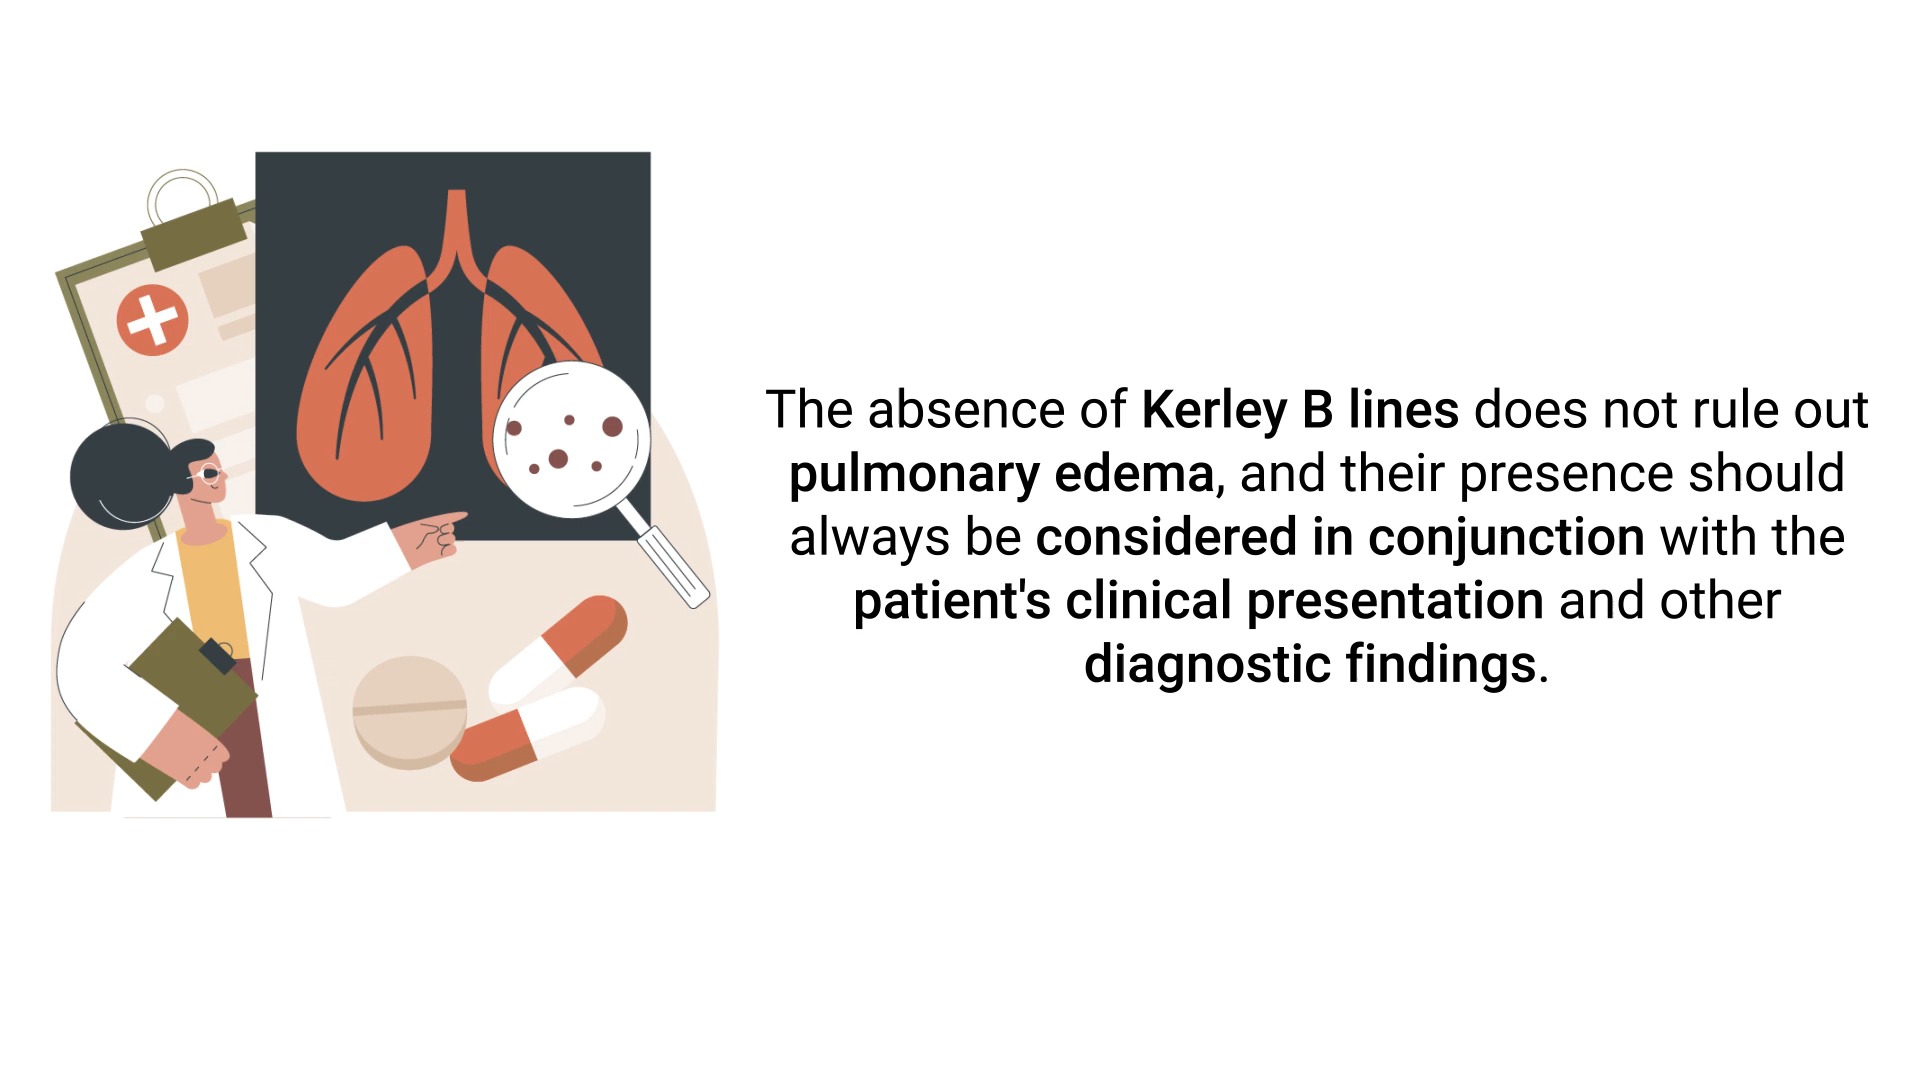 The absence of Kerley B lines does not rule out
pulmonary edema, and their presence should
always be considered in conjunction with the
patient's clinical presentation and other
diagnostic findings.